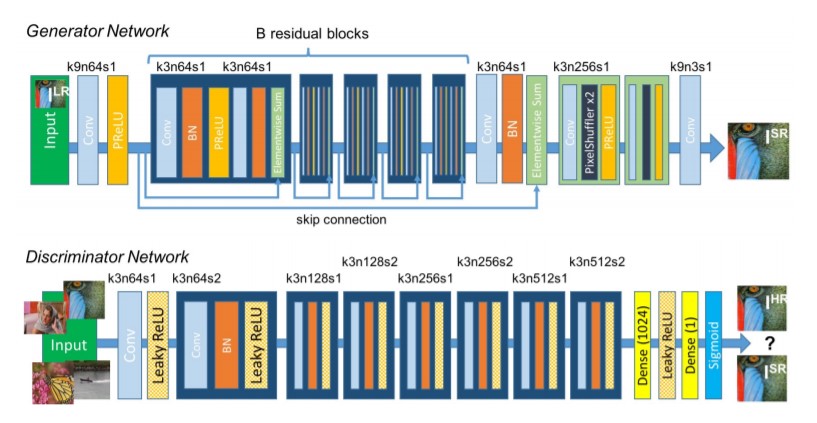 Generator Network
B residual blocks
k9n64s1
k3n64s1 k3n64s1
k3n64s1
k3n256s1
k9n3s1
I LR
Input
Conv
PReLU
Conv
BN
PReLU
Elementwise Sum
Conv
BN
Elementwise Sum
Conv
PixelShuffler x2
PReLU
Conv
I SR
skip connection
Discriminator Network
k3n64s1
k3n64s2
k3n128s1
k3n128s2
k3n256s1
k3n256s2
k3n512s1
k3n512s2
Input
Conv
Leaky ReLU
Conv
BN
Leaky ReLU
Dense (1024)
Leaky ReLU
Dense (1)
Sigmoid
I HR
?
I SR